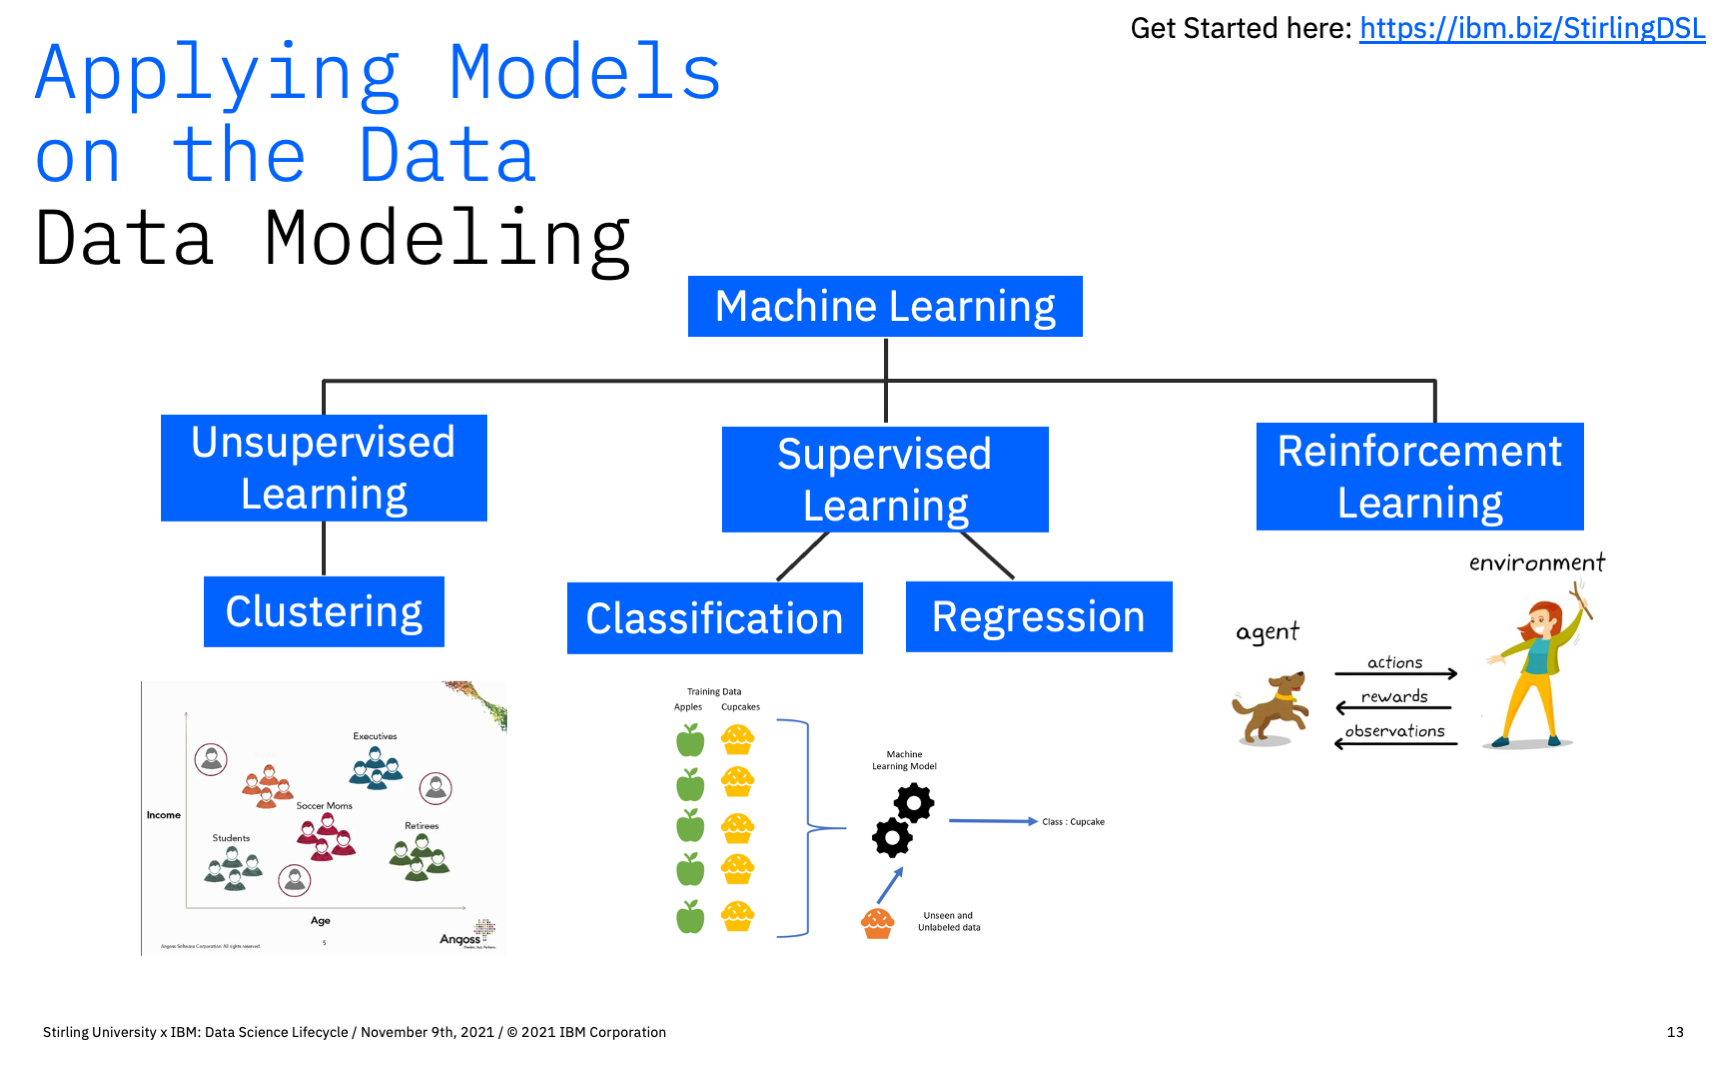 Get Started here: https://ibm.biz/StirlingDSL
Applying Models
on the Data
Data Modeling
Machine Learning
Unsupervised
Learning
Supervised
Learning
Reinforcement
Learning
Clustering
Classification
Regression
Executives
Soccer Moms
Students
Retirees
Income
Age
Angoss Software Corporation. All rights reserved.
5
Angoss
Training Data
Apples Cupcakes
Machine
Learning Model
Class : Cupcake
Unseen and
Unlabeled data
environment
agent
actions
rewards
observations
Stirling University x IBM: Data Science Lifecycle / November 9th, 2021 / © 2021 IBM Corporation
13